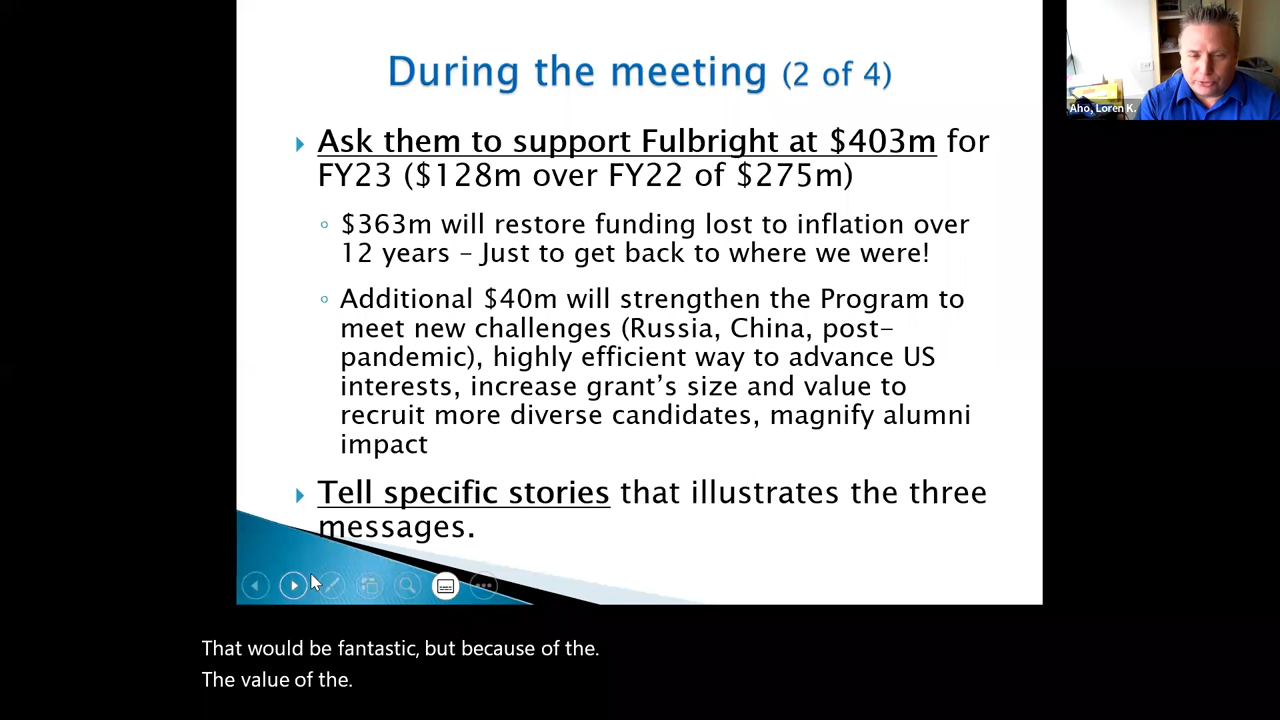 During the meeting (2 of 4)
Ask them to support Fulbright at $403m for
FY23 ($128m over FY22 of $275m)
$363m will restore funding lost to inflation over
12 years – Just to get back to where we were!
Additional $40m will strengthen the Program to
meet new challenges (Russia, China, post-
pandemic), highly efficient way to advance US
interests, increase grant's size and value to
recruit more diverse candidates, magnify alumni
impact
Tell specific stories that illustrates the three
messages.
Aho, Loren K.
That would be fantastic, but because of the.
The value of the.